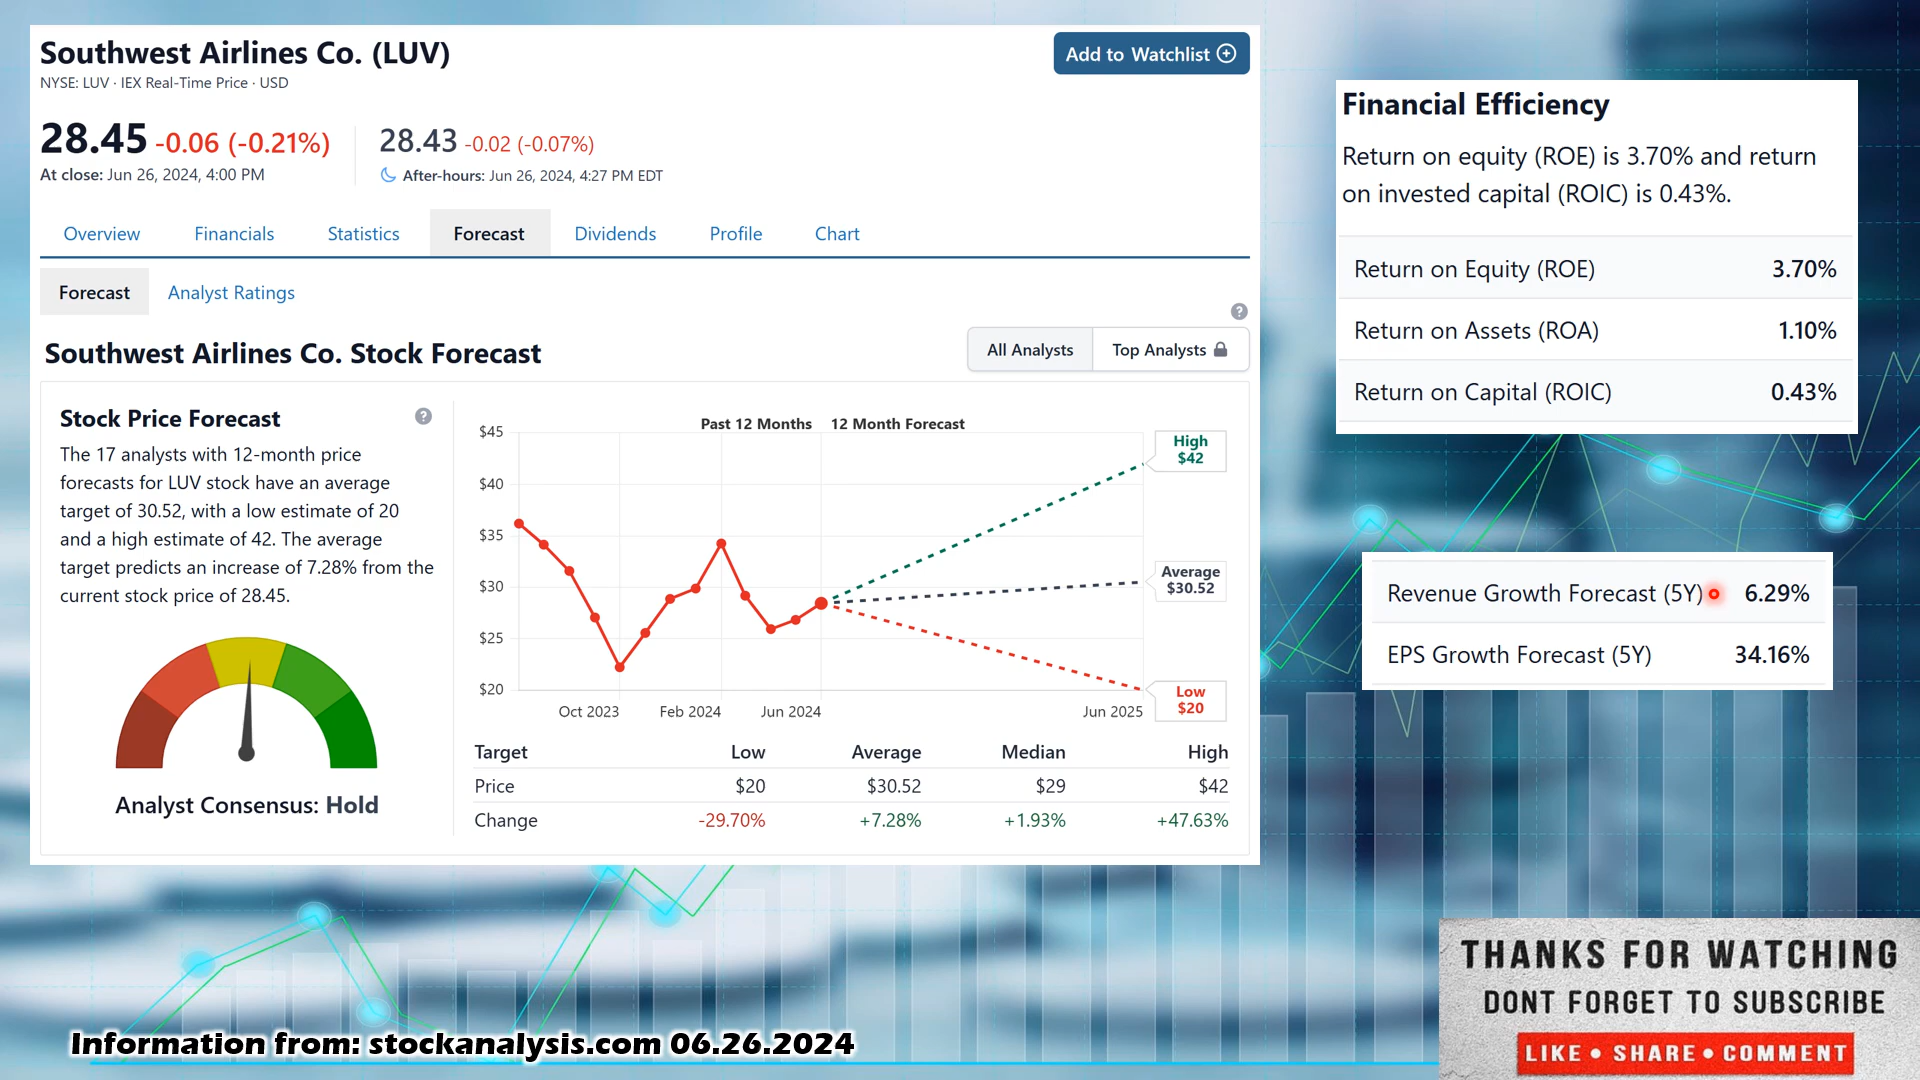 Southwest Airlines Co. (LUV)
NYSE: LUV · IEX Real-Time Price · USD
Add to Watchlist
28.45 -0.06 (-0.21%)
At close: Jun 26, 2024, 4:00 PM
28.43 -0.02 (-0.07%)
After-hours: Jun 26, 2024, 4:27 PM EDT
Overview Financials Statistics Forecast Dividends Profile Chart
Forecast Analyst Ratings
?
Southwest Airlines Co. Stock Forecast
All Analysts Top Analysts
Stock Price Forecast ?
The 17 analysts with 12-month price
forecasts for LUV stock have an average
target of 30.52, with a low estimate of 20
and a high estimate of 42. The average
target predicts an increase of 7.28% from the
current stock price of 28.45.
Analyst Consensus: Hold
Past 12 Months 12 Month Forecast
$45
$40
$35
$30
$25
$20
High
$42
Average
$30.52
Low
$20
Oct 2023 Feb 2024 Jun 2024 Jun 2025
Target Low Average Median High
Price $20 $30.52 $29 $42
Change -29.70% +7.28% +1.93% +47.63%
Financial Efficiency
Return on equity (ROE) is 3.70% and return
on invested capital (ROIC) is 0.43%.
Return on Equity (ROE) 3.70%
Return on Assets (ROA) 1.10%
Return on Capital (ROIC) 0.43%
Revenue Growth Forecast (5Y) 6.29%
EPS Growth Forecast (5Y) 34.16%
Information from: stockanalysis.com 06.26.2024
THANKS FOR WATCHING
DONT FORGET TO SUBSCRIBE
LIKE • SHARE • COMMENT